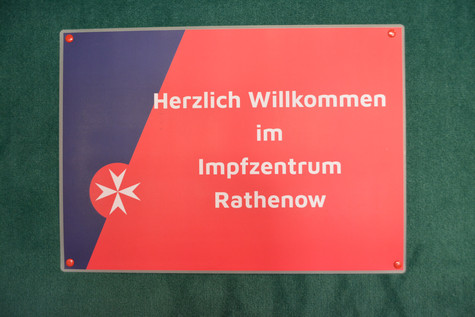 Herzlich Willkommen
im
Impfzentrum
Rathenow